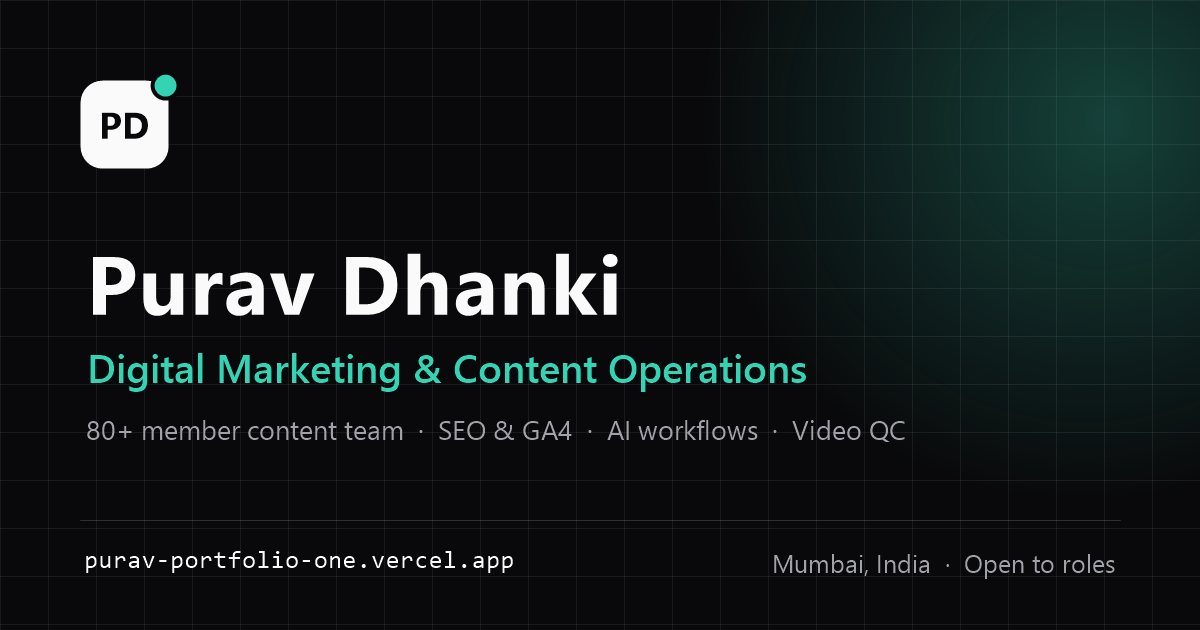 PD
Purav Dhanki
Digital Marketing & Content Operations
80+ member content team · SEO & GA4 · AI workflows · Video QC
purav-portfolio-one.vercel.app
Mumbai, India · Open to roles